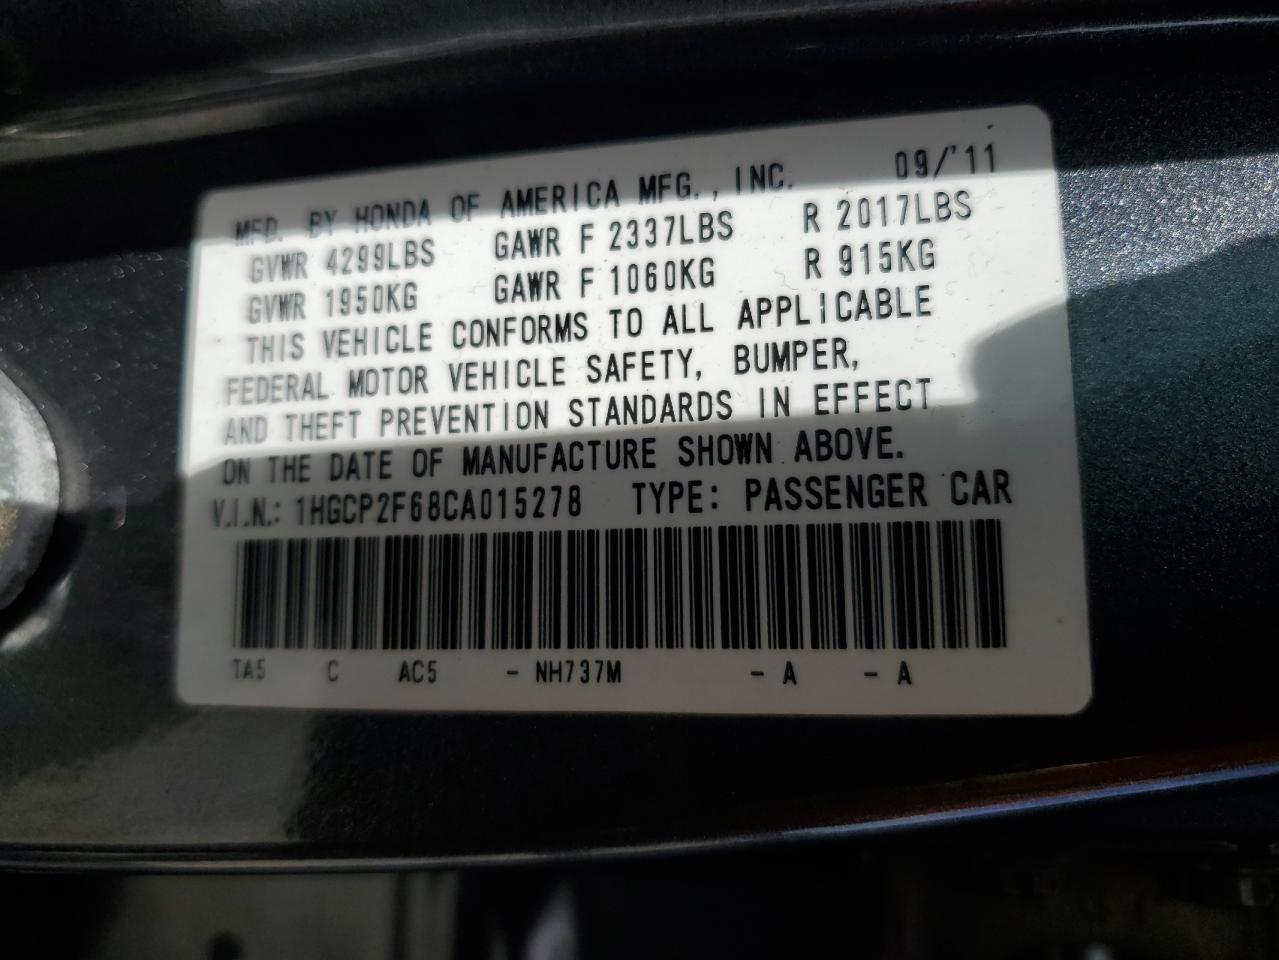 MFD. BY HONDA OF AMERICA MFG., INC. 09/'11
GVWR 4299LBS GAWR F 2337LBS R 2017LBS
GVWR 1950KG GAWR F 1060KG R 915KG
THIS VEHICLE CONFORMS TO ALL APPLICABLE
FEDERAL MOTOR VEHICLE SAFETY, BUMPER,
AND THEFT PREVENTION STANDARDS IN EFFECT
ON THE DATE OF MANUFACTURE SHOWN ABOVE.
V.I.N.: 1HGCP2F68CA015278 TYPE: PASSENGER CAR
TA5 C AC5 - NH737M - A - A